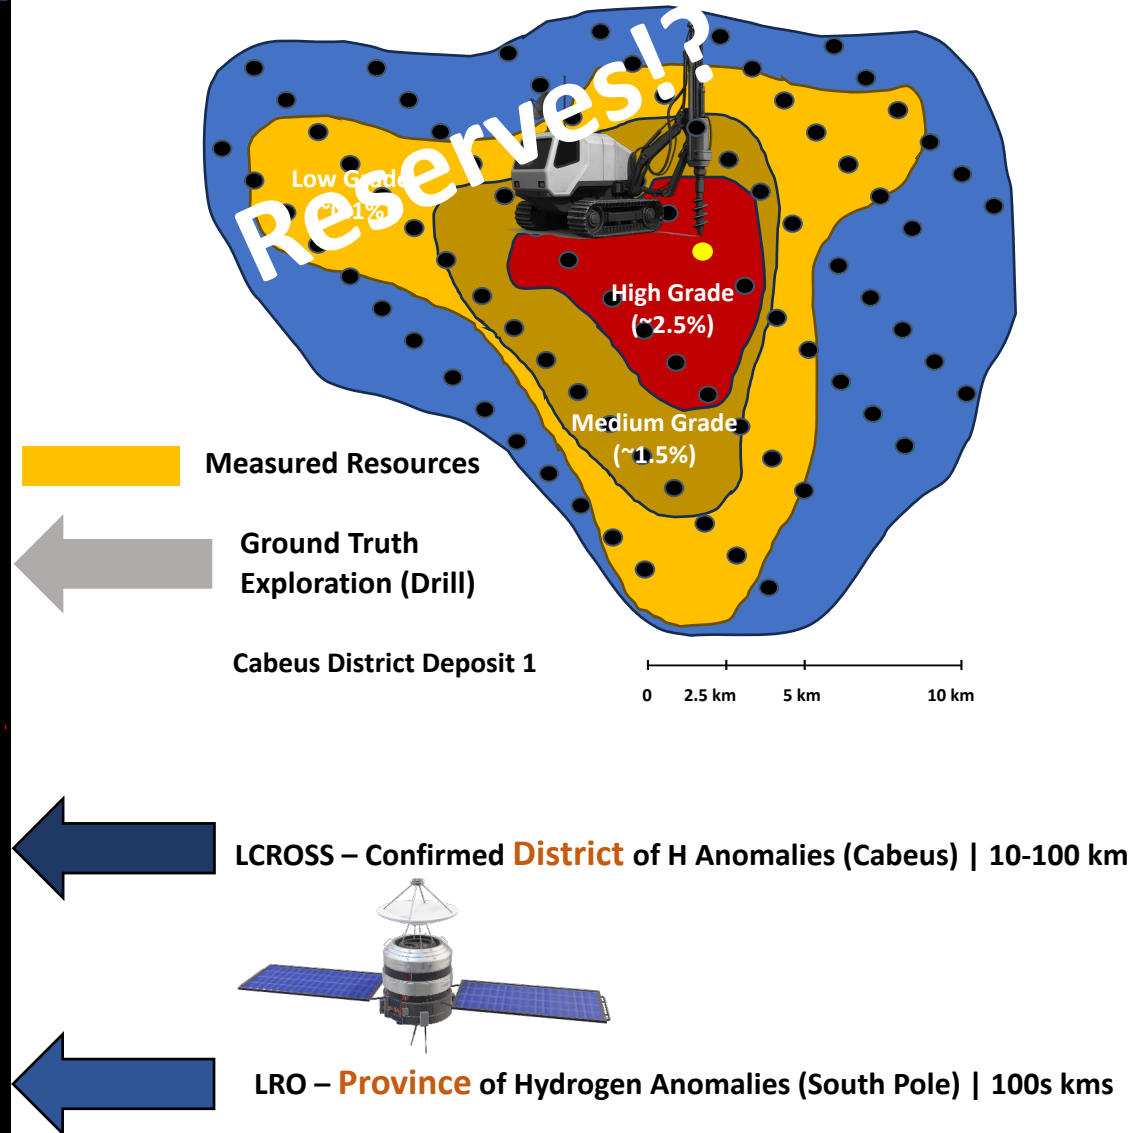 Reserves!?
Low Grade
High Grade
(~2.5%)
Medium Grade
(~1.5%)
Measured Resources
Ground Truth
Exploration (Drill)
Cabeus District Deposit 1
0 2.5 km 5 km 10 km
LCROSS – Confirmed District of H Anomalies (Cabeus) | 10-100 km
LRO – Province of Hydrogen Anomalies (South Pole) | 100s kms